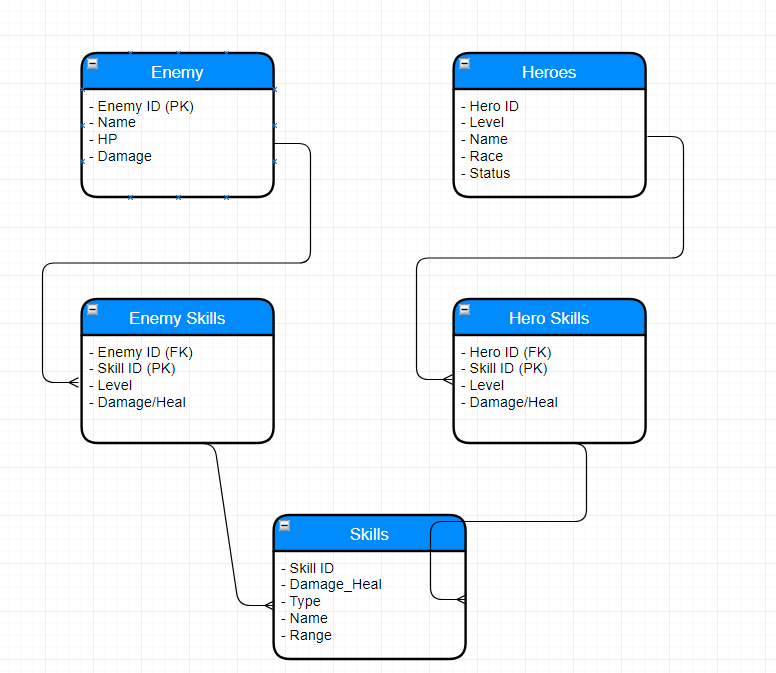 Enemy
- Enemy ID (PK)
- Name
- HP
- Damage
Heroes
- Hero ID
- Level
- Name
- Race
- Status
Enemy Skills
- Enemy ID (FK)
- Skill ID (PK)
- Level
- Damage/Heal
Hero Skills
- Hero ID (FK)
- Skill ID (PK)
- Level
- Damage/Heal
Skills
- Skill ID
- Damage_Heal
- Type
- Name
- Range